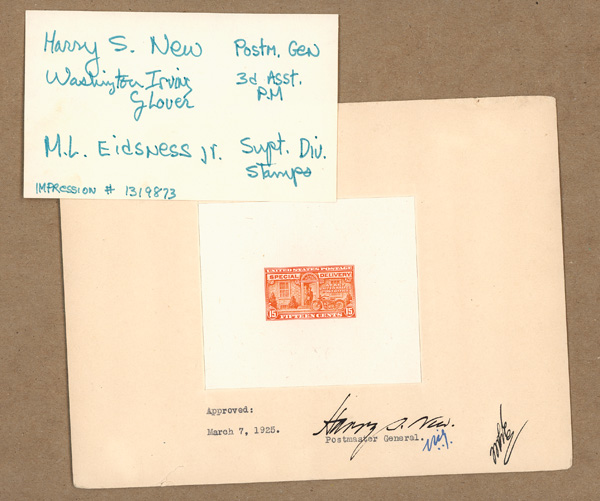 Harry S. New Postm. Gen
Washington Irving 3d Asst.
Glover P.M
M.L. Eidsness jr. Supt. Div.
Stamps
IMPRESSION # 1319873
UNITED STATES POSTAGE
SPECIAL DELIVERY
15 15
FIFTEEN CENTS
Approved:
March 7, 1925.
Harry S. New.
Postmaster General.